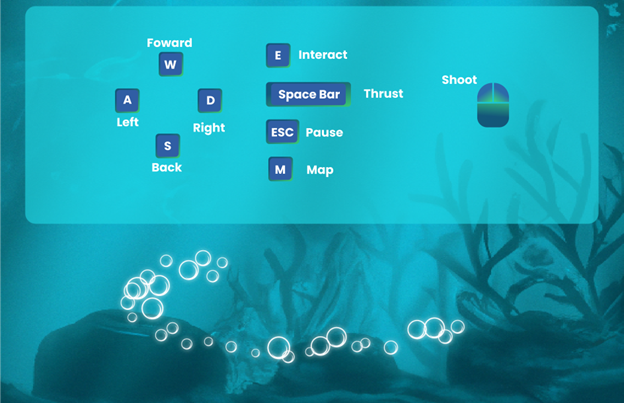 Foward
W
A
Left
D
Right
S
Back
E Interact
Space Bar Thrust
ESC Pause
M Map
Shoot